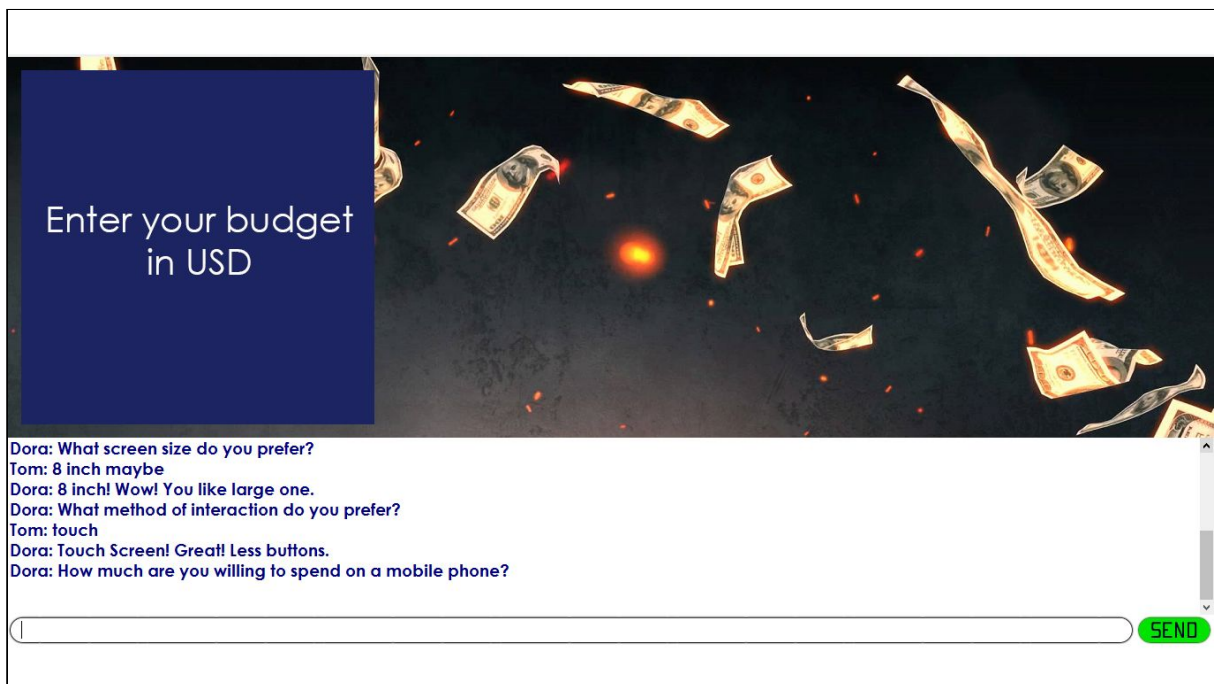 Enter your budget
in USD
Dora: What screen size do you prefer?
Tom: 8 inch maybe
Dora: 8 inch! Wow! You like large one.
Dora: What method of interaction do you prefer?
Tom: touch
Dora: Touch Screen! Great! Less buttons.
Dora: How much are you willing to spend on a mobile phone?
SEND